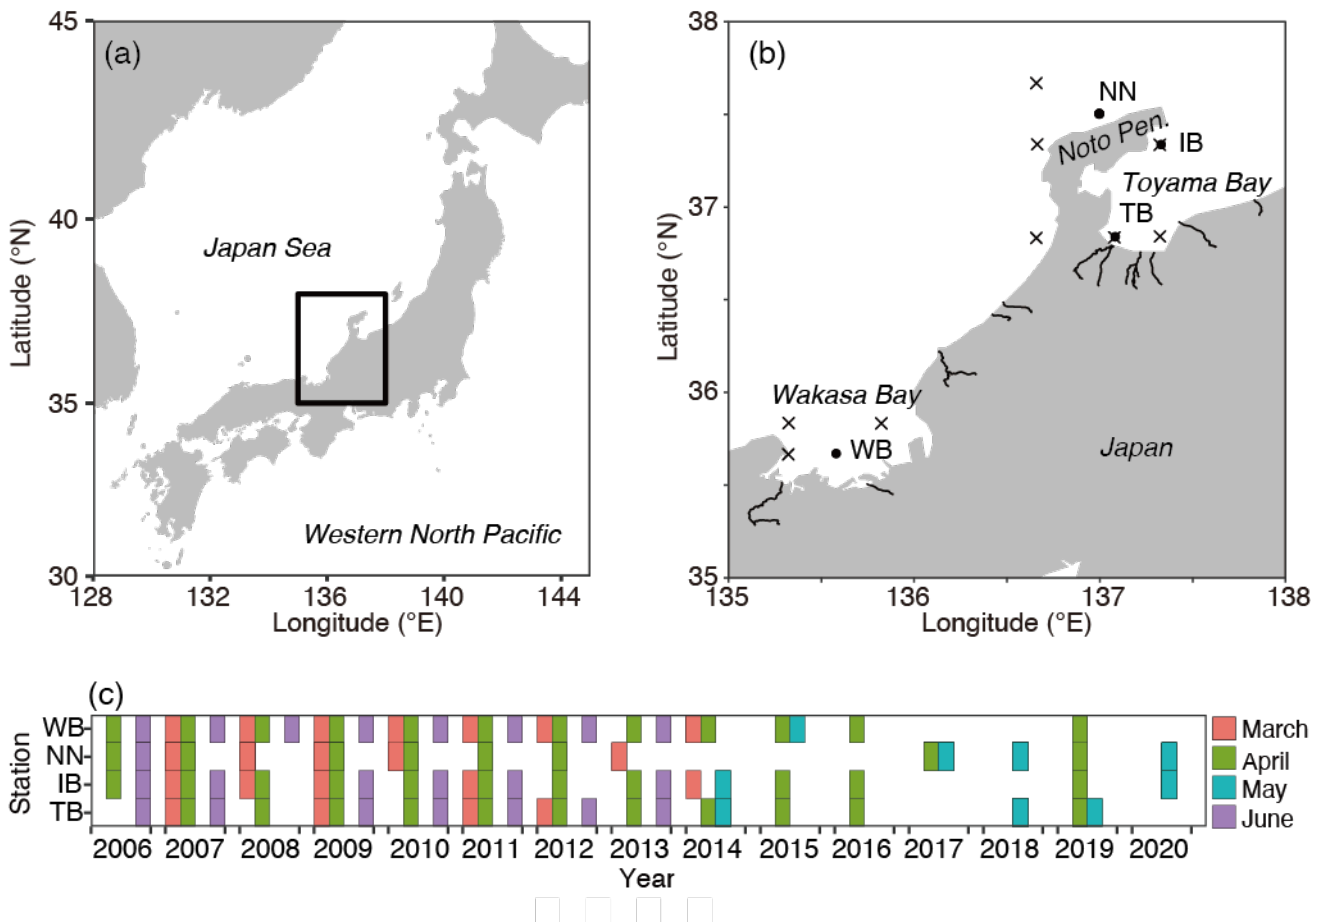 (a)
45
40
35
30
128
132
136
140
144
Latitude (°N)
Longitude (°E)
Japan Sea
Western North Pacific
(b)
38
37
36
35
135
136
137
138
Latitude (°N)
Longitude (°E)
NN
Noto Pen.
IB
Toyama Bay
TB
Wakasa Bay
WB
Japan
(c)
Station
WB
NN
IB
TB
2006 2007 2008 2009 2010 2011 2012 2013 2014 2015 2016 2017 2018 2019 2020
Year
March
April
May
June